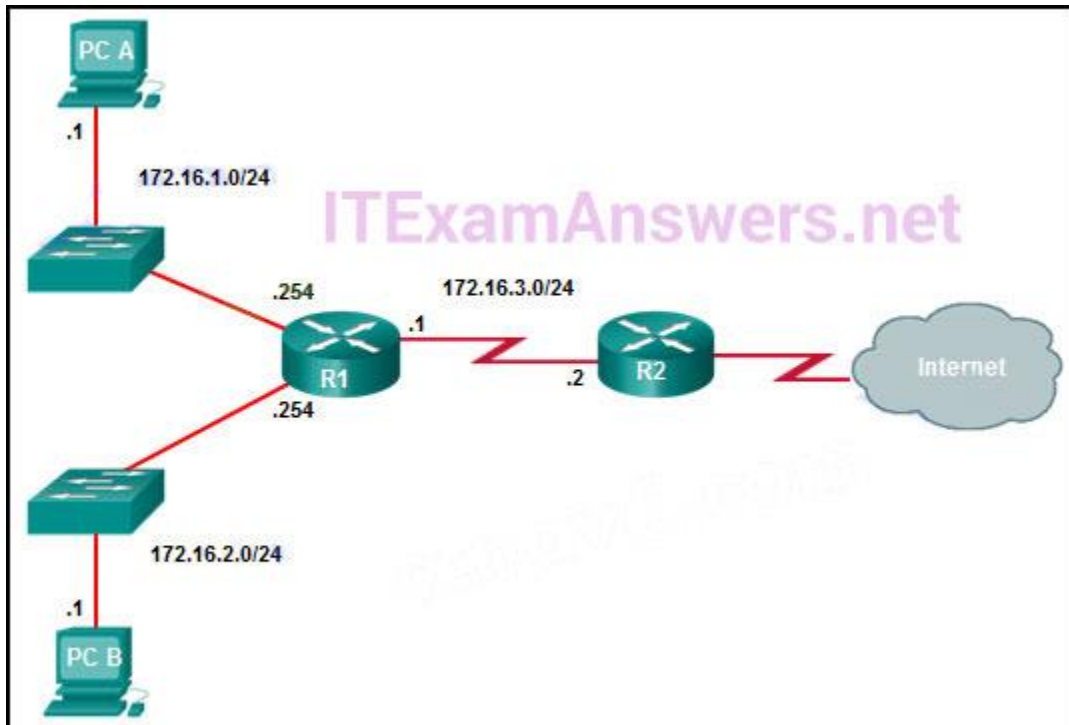 PC A
.1
172.16.1.0/24
ITExamAnswers.net
.254
172.16.3.0/24
.1
R1
R2
.2
Internet
.254
172.16.2.0/24
.1
PC B